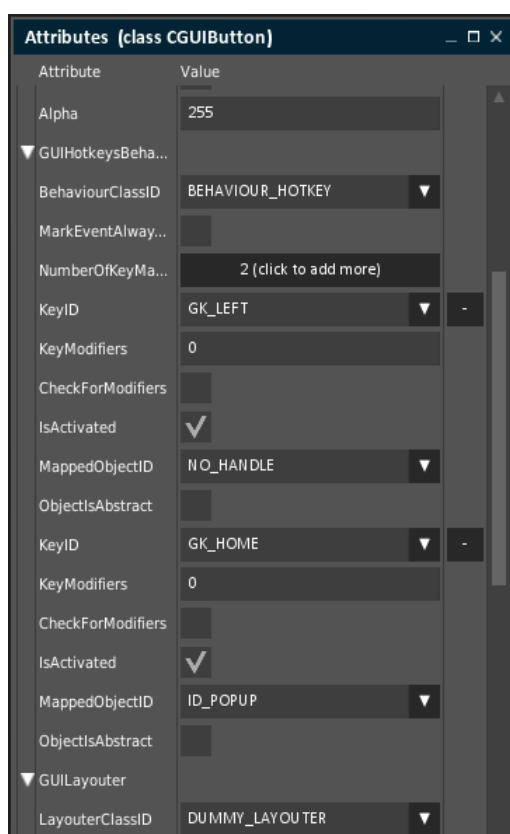 Attributes (class CGUIButton)
Attribute Value
Alpha 255
GUIHotkeysBeha...
BehaviourClassID BEHAVIOUR_HOTKEY
MarkEventAlway...
NumberOfKeyMa... 2 (click to add more)
KeyID GK_LEFT -
KeyModifiers 0
CheckForModifiers
IsActivated
MappedObjectID NO_HANDLE
ObjectIsAbstract
KeyID GK_HOME -
KeyModifiers 0
CheckForModifiers
IsActivated
MappedObjectID ID_POPUP
ObjectIsAbstract
GUILayouter
LayouterClassID DUMMY_LAYOUTER